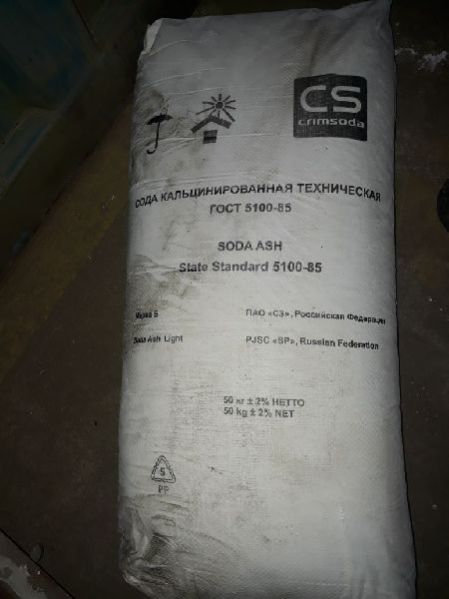 CS
crimsoda
СОДА КАЛЬЦИНИРОВАННАЯ ТЕХНИЧЕСКАЯ
ГОСТ 5100-85
SODA ASH
State Standard 5100-85
Марка Б
ПАО «СЗ», Российская Федерация
Soda Ash Light
PJSC «SP», Russian Federation
50 кг ± 2% НЕТТО
50 kg ± 2% NET
5
PP